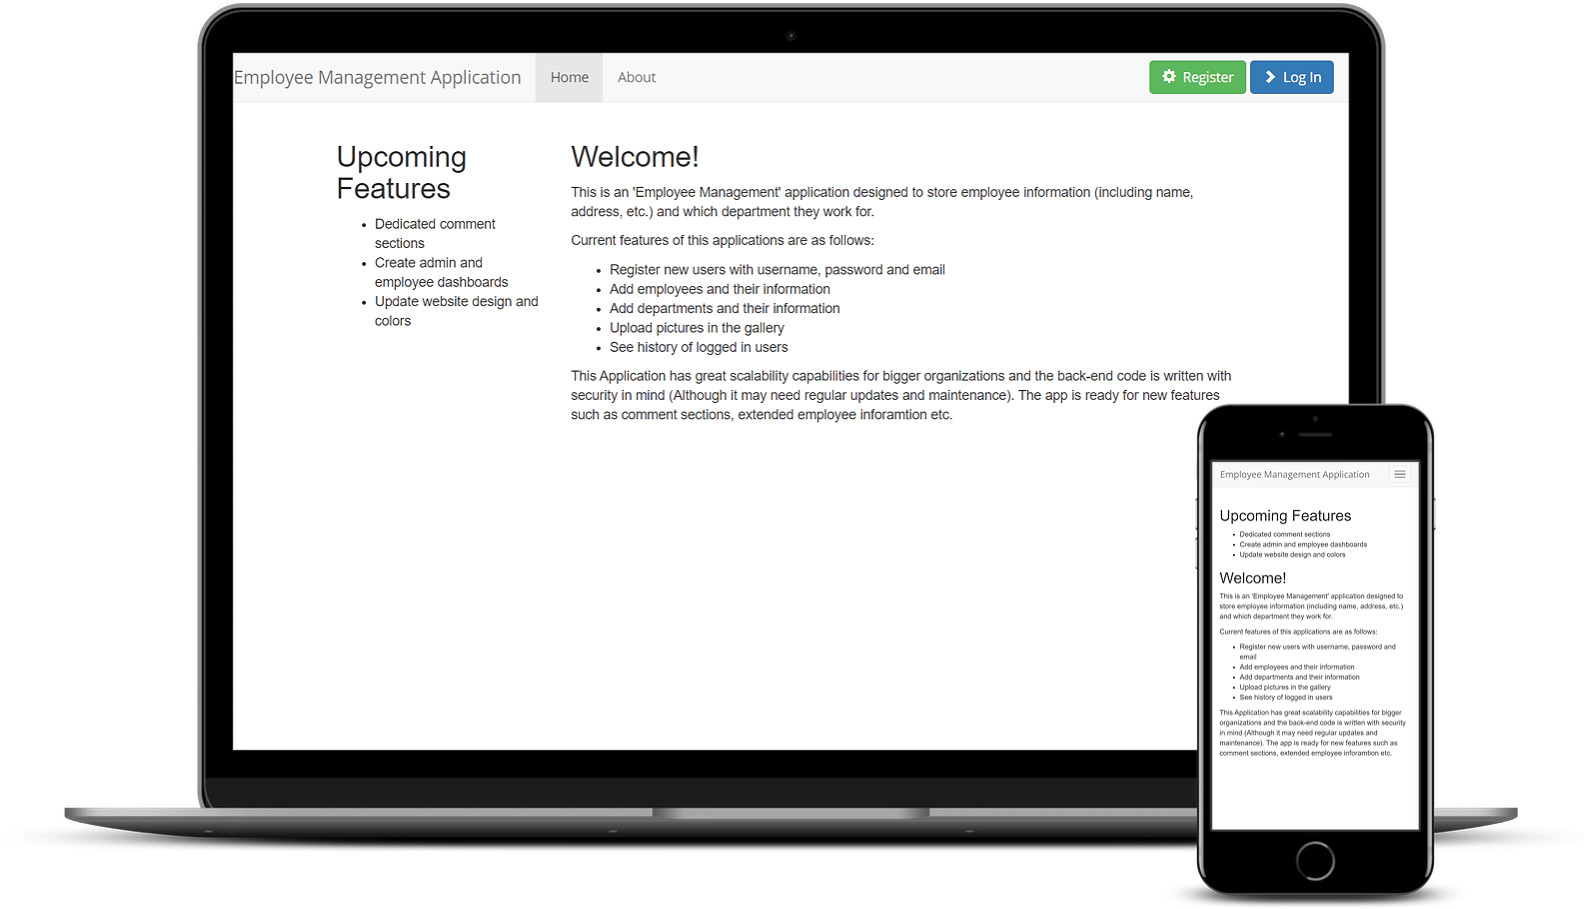 Employee Management Application
Home
About
Register
Log In
Upcoming
Features
Dedicated comment
sections
Create admin and
employee dashboards
Update website design and
colors
Welcome!
This is an 'Employee Management' application designed to store employee information (including name,
address, etc.) and which department they work for.
Current features of this applications are as follows:
Register new users with username, password and email
Add employees and their information
Add departments and their information
Upload pictures in the gallery
See history of logged in users
This Application has great scalability capabilities for bigger organizations and the back-end code is written with
security in mind (Although it may need regular updates and maintenance). The app is ready for new features
such as comment sections, extended employee inforamtion etc.
Employee Management Application
Upcoming Features
Dedicated comment sections
Create admin and employee dashboards
Update website design and colors
Welcome!
This is an 'Employee Management' application designed to
store employee information (including name, address, etc.)
and which department they work for.
Current features of this applications are as follows:
Register new users with username, password and
email
Add employees and their information
Add departments and their information
Upload pictures in the gallery
See history of logged in users
This Application has great scalability capabilities for bigger
organizations and the back-end code is written with security
in mind (Although it may need regular updates and
maintenance). The app is ready for new features such as
comment sections, extended employee inforamtion etc.